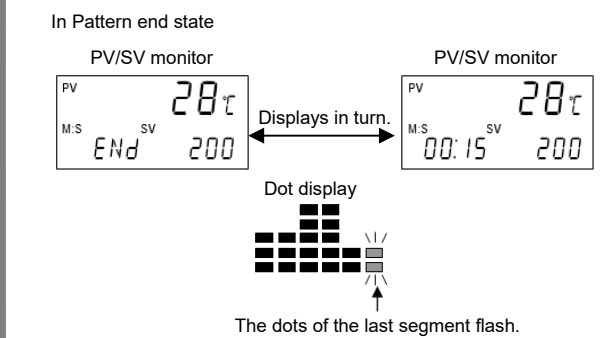 In Pattern end state
PV/SV monitor
PV/SV monitor
PV 28℃
M:S ENd SV 200
Displays in turn.
PV 28℃
M:S 00:15 SV 200
Dot display
The dots of the last segment flash.